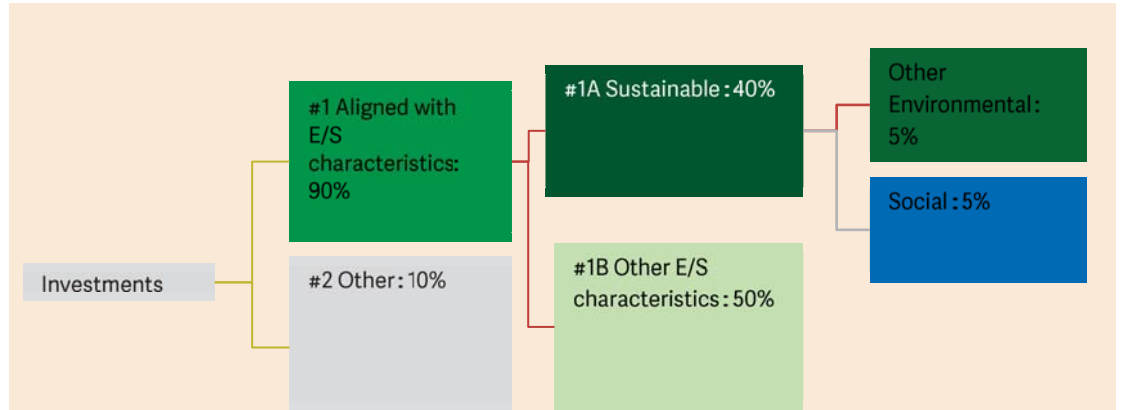 Investments
#1 Aligned with
E/S
characteristics:
90%
#2 Other: 10%
#1A Sustainable: 40%
#1B Other E/S
characteristics: 50%
Other
Environmental:
5%
Social: 5%